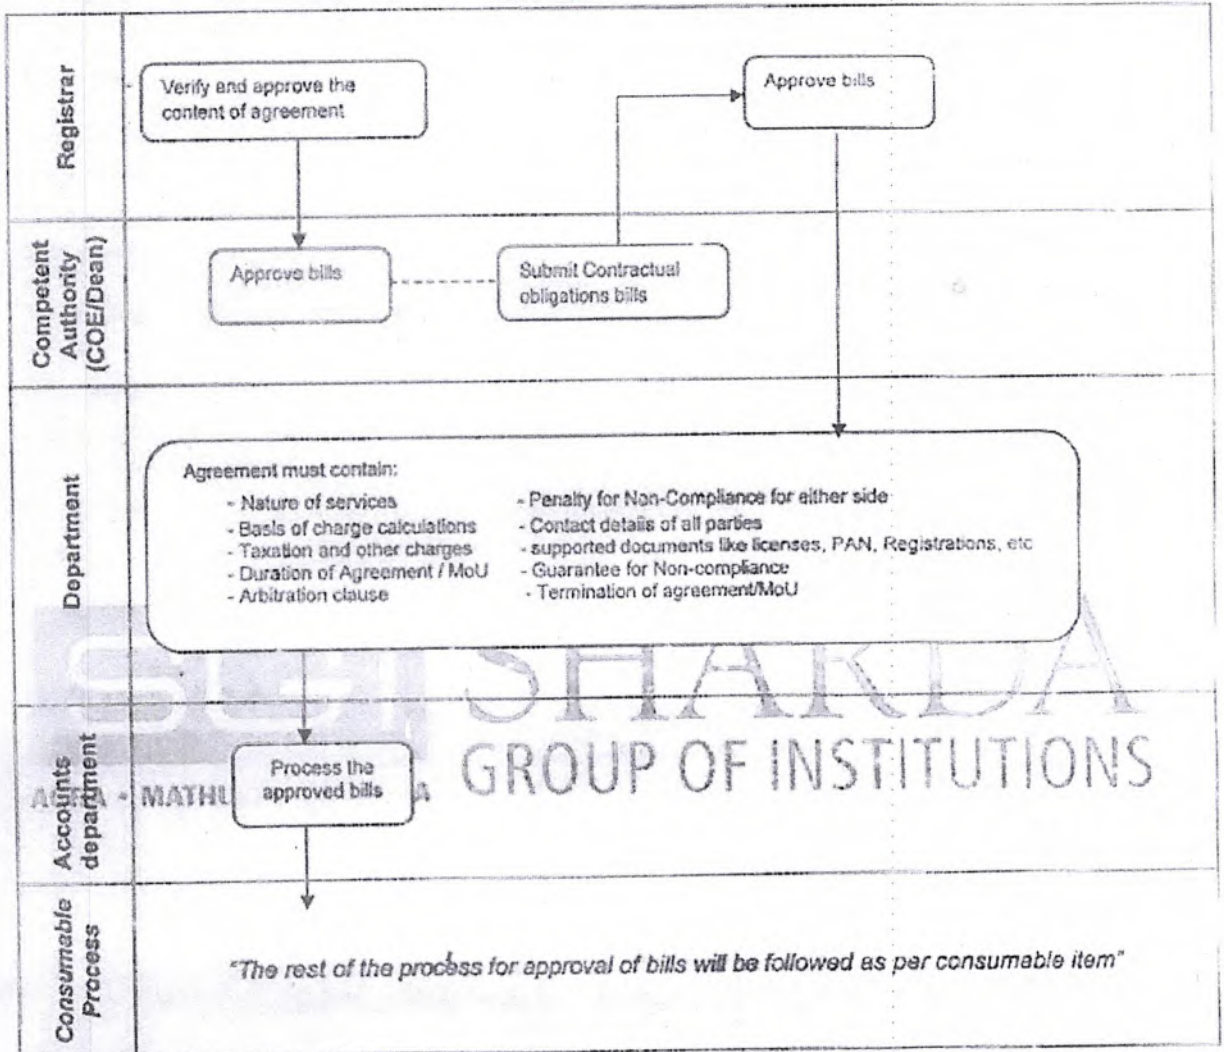 Registrar
Verify and approve the
content of agreement
Approve bills
Competent
Authority
(COE/Dean)
Approve bills
Submit Contractual
obligations bills
Department
Agreement must contain:
- Nature of services
- Basis of charge calculations
- Taxation and other charges
- Duration of Agreement / MoU
- Arbitration clause
- Penalty for Non-Compliance for either side
- Contact details of all parties
- supported documents like licenses, PAN, Registrations, etc
- Guarantee for Non-compliance
- Termination of agreement/MoU
SGI SHARDA
GROUP OF INSTITUTIONS
Accounts
department
Process the
approved bills
Consumable
Process
"The rest of the process for approval of bills will be followed as per consumable item"